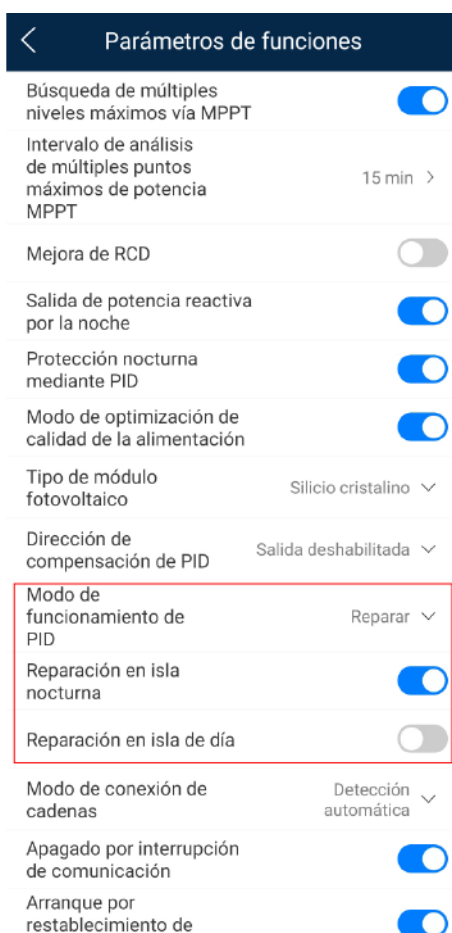 Parámetros de funciones
Búsqueda de múltiples
niveles máximos vía MPPT
Intervalo de análisis
de múltiples puntos
máximos de potencia
MPPT
15 min
Mejora de RCD
Salida de potencia reactiva
por la noche
Protección nocturna
mediante PID
Modo de optimización de
calidad de la alimentación
Tipo de módulo
fotovoltaico
Silicio cristalino
Dirección de
compensación de PID
Salida deshabilitada
Modo de
funcionamiento de
PID
Reparar
Reparación en isla
nocturna
Reparación en isla de día
Modo de conexión de
cadenas
Detección
automática
Apagado por interrupción
de comunicación
Arranque por
restablecimiento de